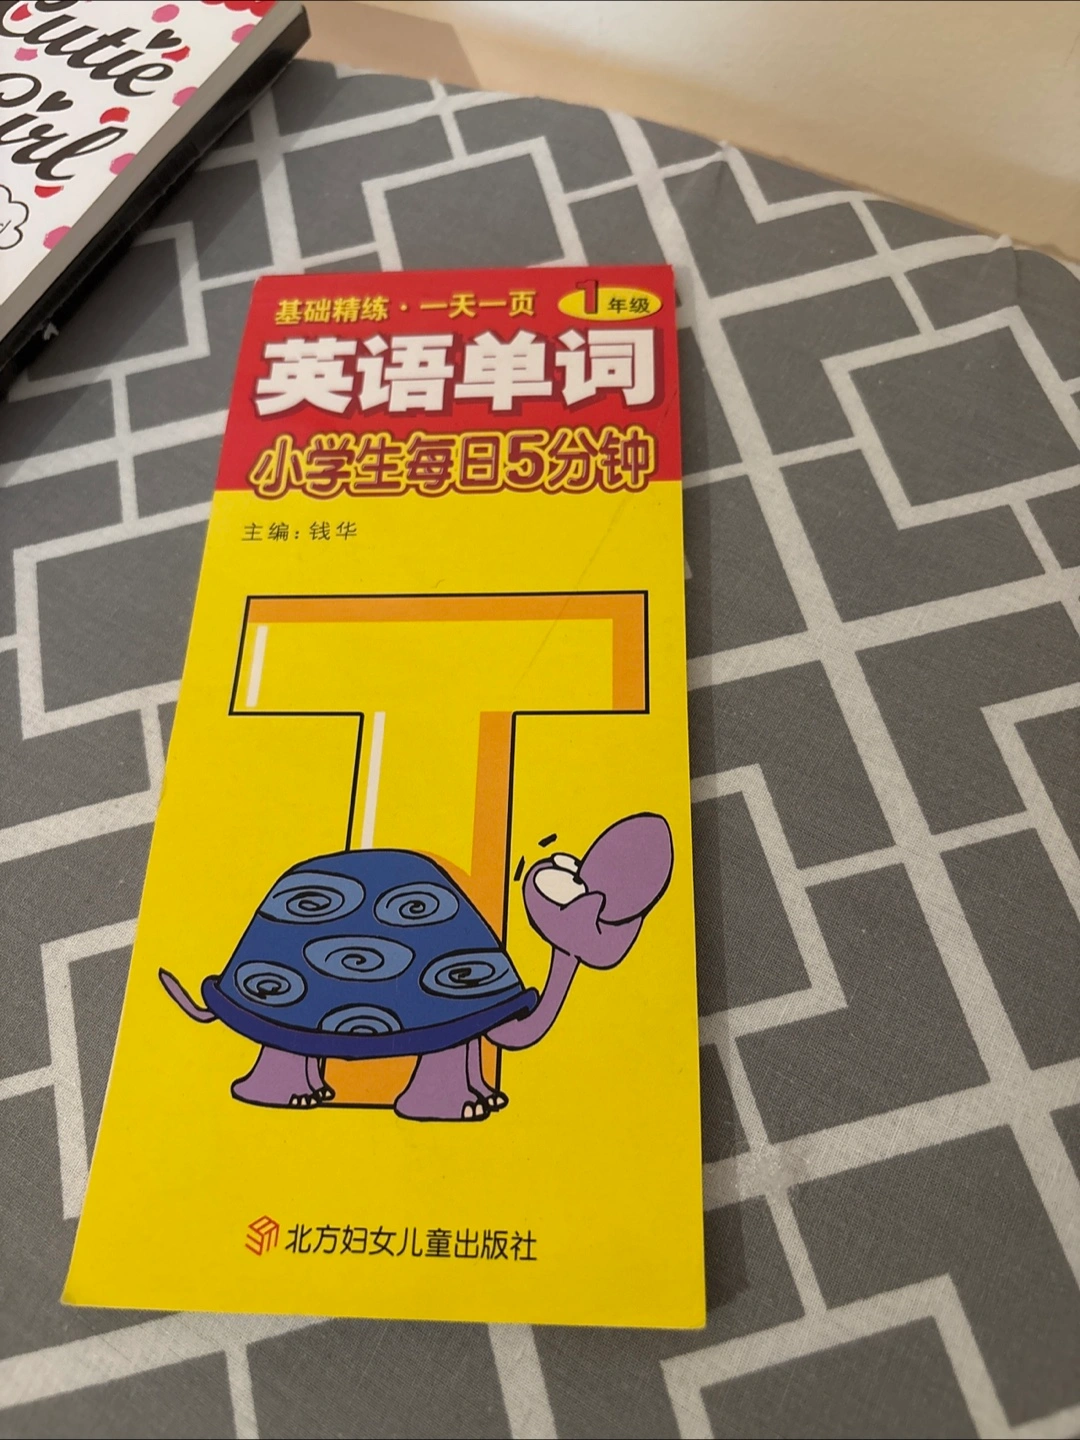 Cutie
Girl
基础精练·一天一页
1年级
英语单词
小学生每日5分钟
主编：钱华
T
北方妇女儿童出版社